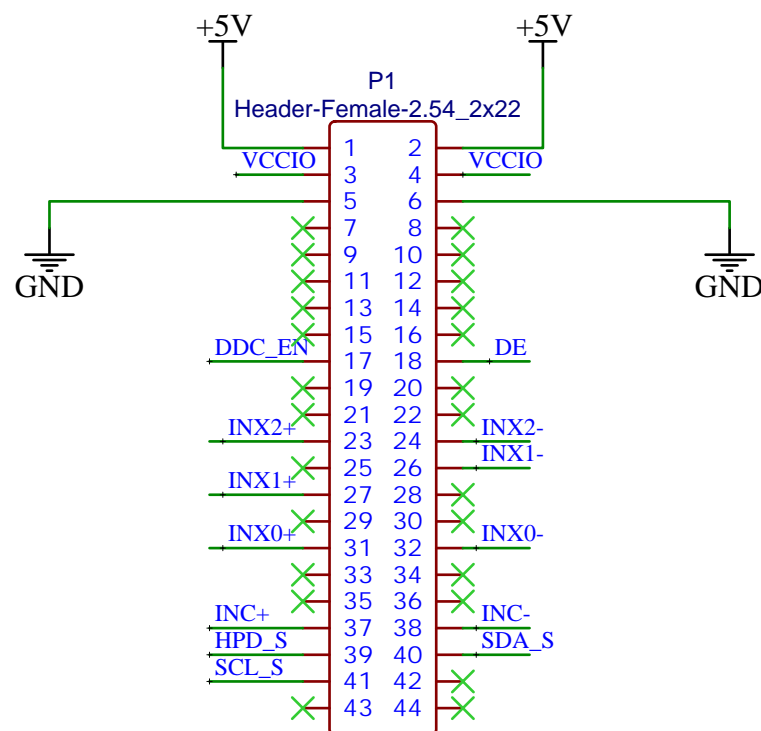 +5V +5V
P1
Header-Female-2.54_2x22
1 2
VCCIO 3 4 VCCIO
5 6
7 8
GND 9 10 GND
11 12
13 14
15 16
DDC_EN 17 18 DE
19 20
21 22
INX2+ 23 24 INX2-
25 26 INX1-
INX1+ 27 28
29 30
INX0+ 31 32 INX0-
33 34
35 36
INC+ 37 38 INC-
HPD_S 39 40 SDA_S
SCL_S 41 42
43 44